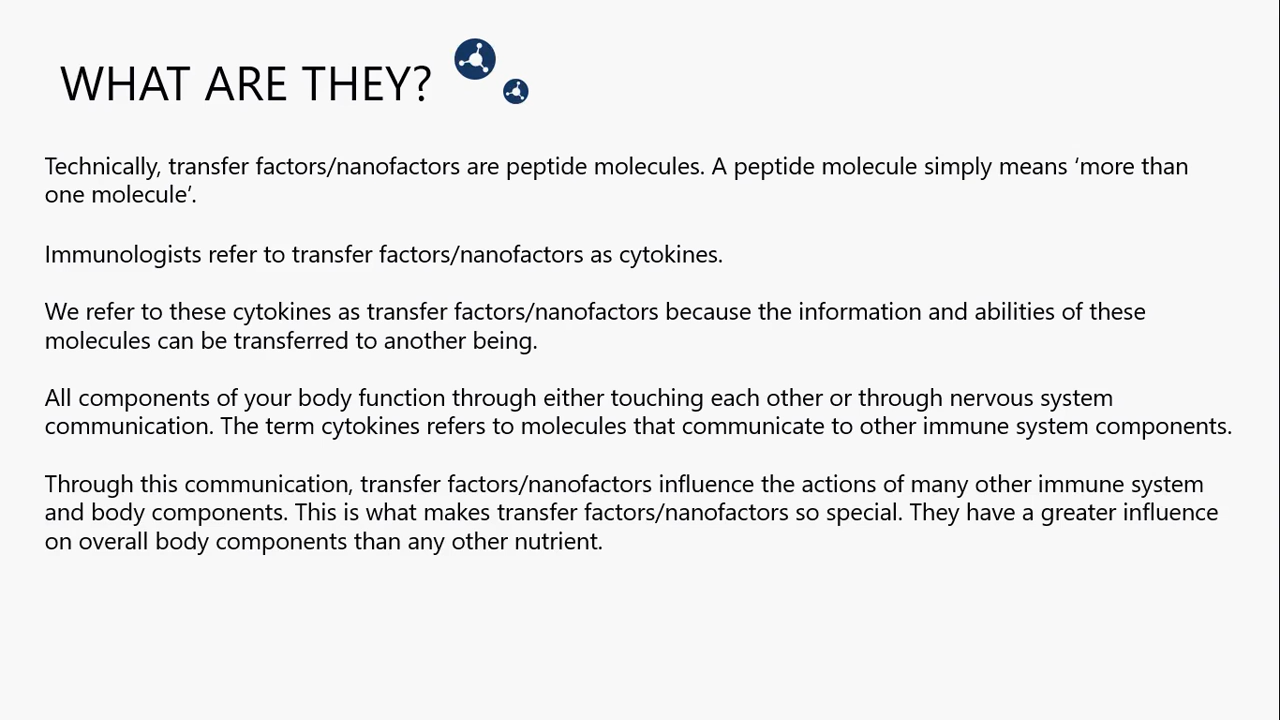 WHAT ARE THEY?
Technically, transfer factors/nanofactors are peptide molecules. A peptide molecule simply means ‘more than
one molecule’.
Immunologists refer to transfer factors/nanofactors as cytokines.
We refer to these cytokines as transfer factors/nanofactors because the information and abilities of these
molecules can be transferred to another being.
All components of your body function through either touching each other or through nervous system
communication. The term cytokines refers to molecules that communicate to other immune system components.
Through this communication, transfer factors/nanofactors influence the actions of many other immune system
and body components. This is what makes transfer factors/nanofactors so special. They have a greater influence
on overall body components than any other nutrient.